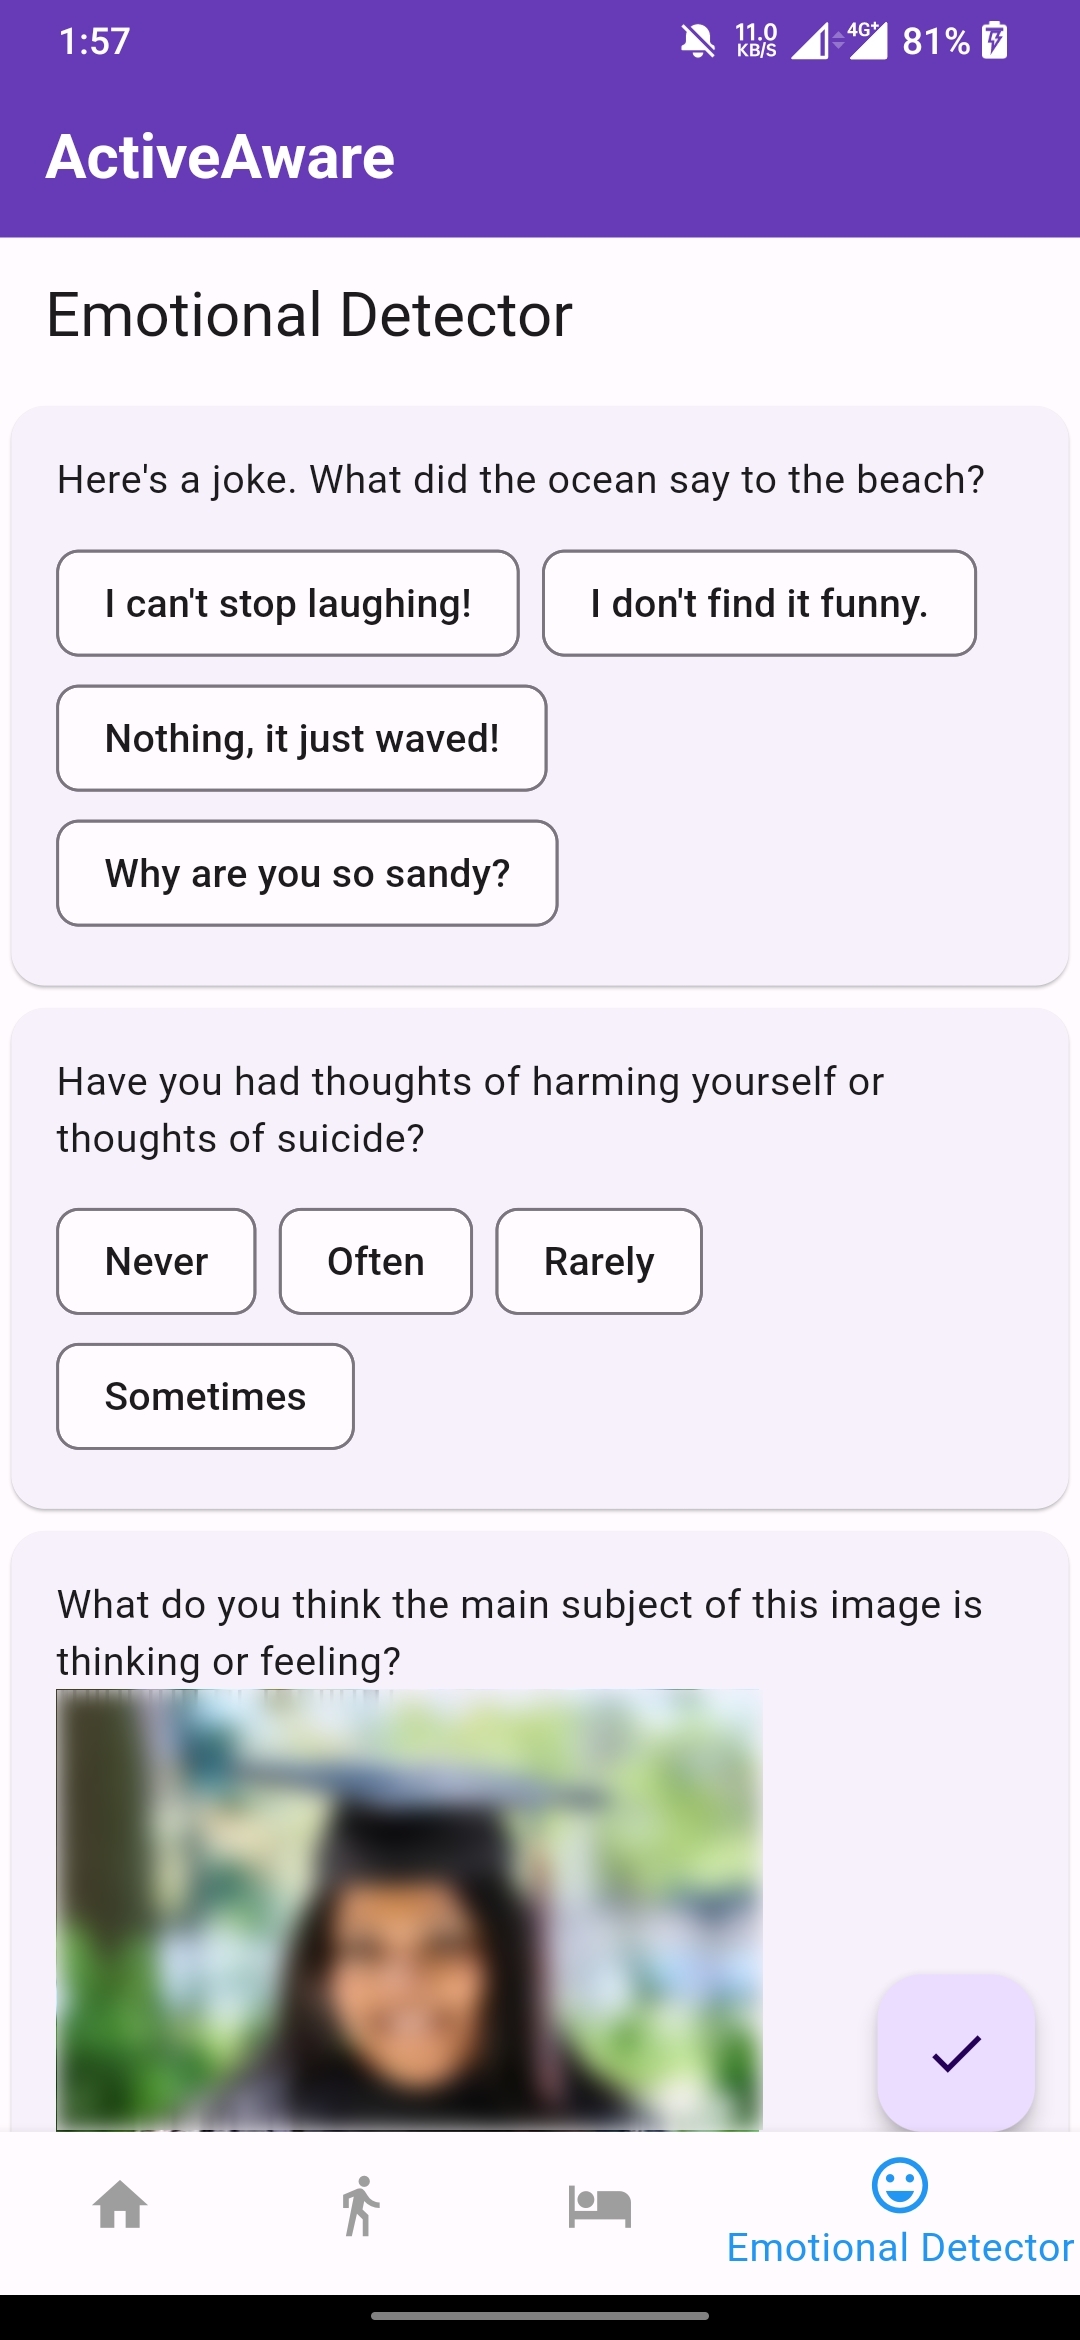 1:57
11.0
KB/S
4G+
81%
ActiveAware
Emotional Detector
Here's a joke. What did the ocean say to the beach?
I can't stop laughing!
I don't find it funny.
Nothing, it just waved!
Why are you so sandy?
Have you had thoughts of harming yourself or
thoughts of suicide?
Never
Often
Rarely
Sometimes
What do you think the main subject of this image is
thinking or feeling?
Emotional Detector